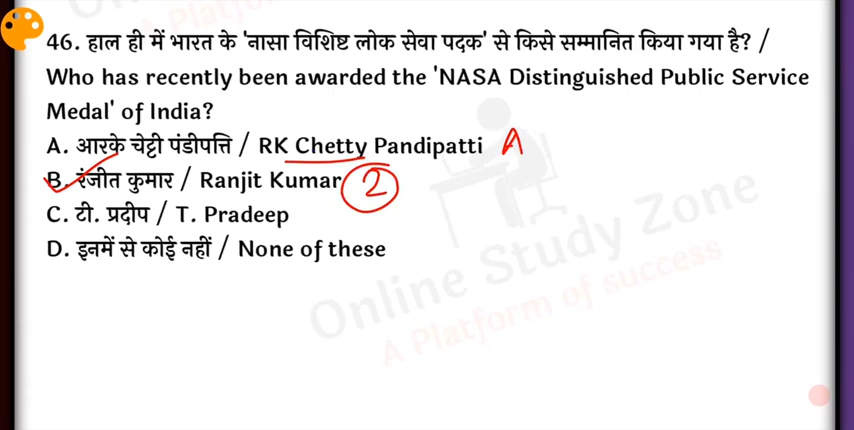 46. हाल ही में भारत के 'नासा विशिष्ट लोक सेवा पदक' से किसे सम्मानित किया गया है? /
Who has recently been awarded the 'NASA Distinguished Public Service
Medal' of India?
A. आरके चेट्टी पंडीपत्ति / RK Chetty Pandipatti A
B. रंजीत कुमार / Ranjit Kumar 2
C. टी. प्रदीप / T. Pradeep
D. इनमें से कोई नहीं / None of these
Online Study Zone
A Platform of success